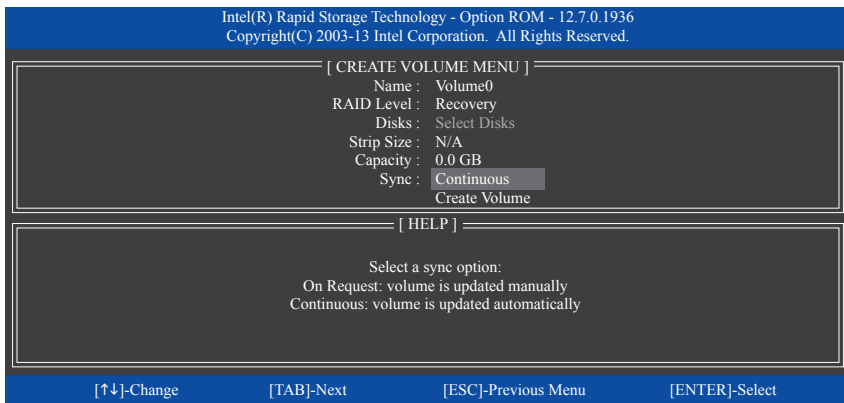 Intel(R) Rapid Storage Technology - Option ROM - 12.7.0.1936
Copyright(C) 2003-13 Intel Corporation. All Rights Reserved.
[ CREATE VOLUME MENU ]
Name : Volume0
RAID Level : Recovery
Disks : Select Disks
Strip Size : N/A
Capacity : 0.0 GB
Sync : Continuous
Create Volume
[ HELP ]
Select a sync option:
On Request: volume is updated manually
Continuous: volume is updated automatically
[↑↓]-Change [TAB]-Next [ESC]-Previous Menu [ENTER]-Select